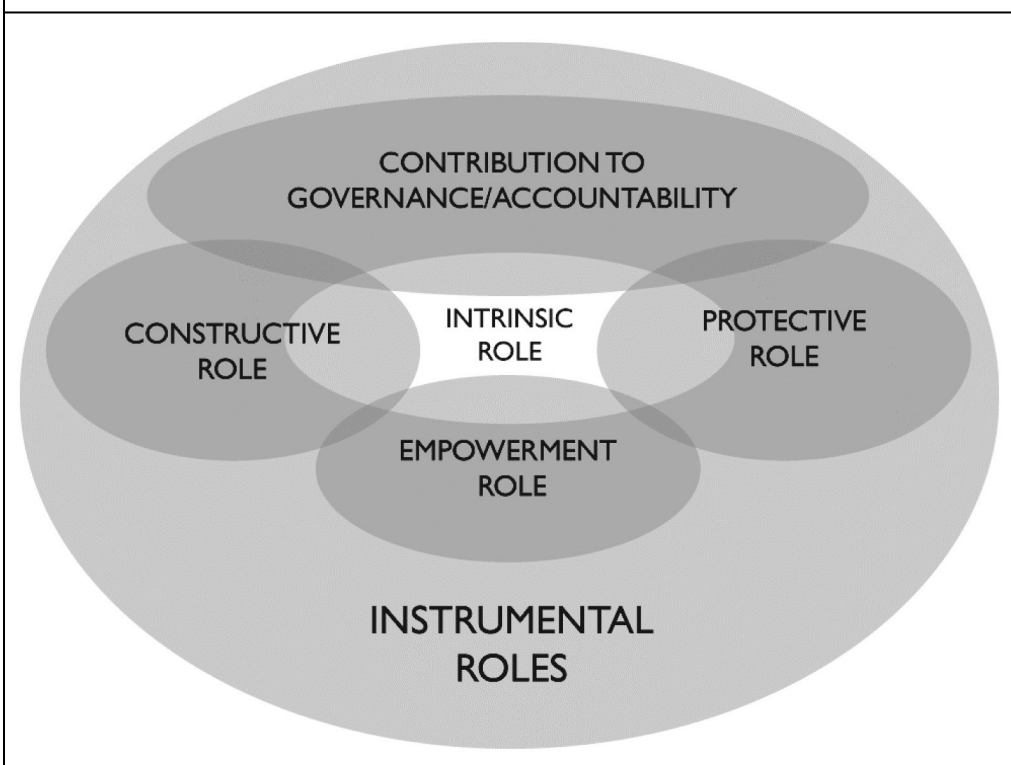 CONTRIBUTION TO
GOVERNANCE/ACCOUNTABILITY
CONSTRUCTIVE
ROLE
INTRINSIC
ROLE
PROTECTIVE
ROLE
EMPOWERMENT
ROLE
INSTRUMENTAL
ROLES